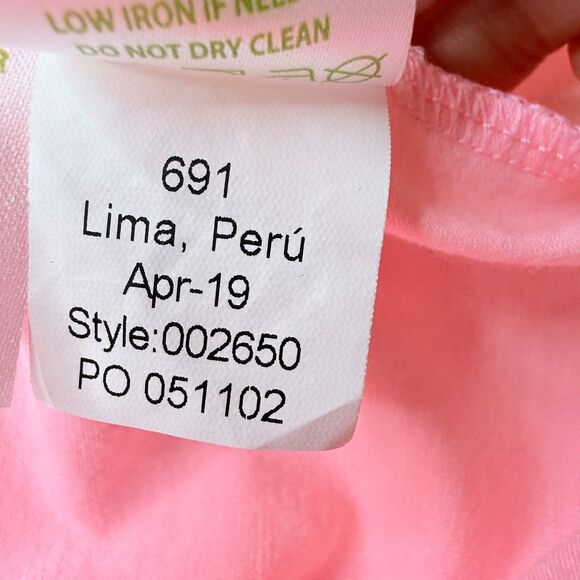 LOW IRON IF NEE
DO NOT DRY CLEAN
691
Lima, Perú
Apr-19
Style:002650
PO 051102